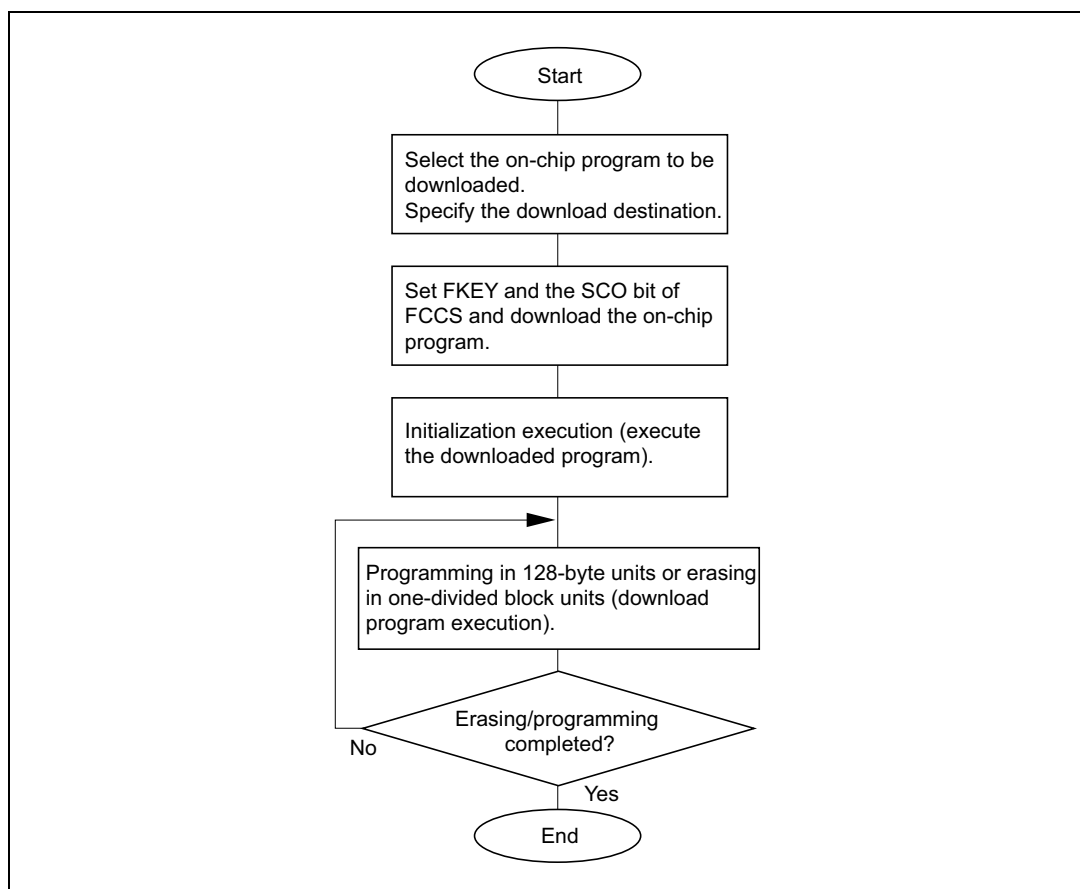 Start
Select the on-chip program to be
downloaded.
Specify the download destination.
Set FKEY and the SCO bit of
FCCS and download the on-chip
program.
Initialization execution (execute
the downloaded program).
Programming in 128-byte units or erasing
in one-divided block units (download
program execution).
Erasing/programming
completed?
No
Yes
End